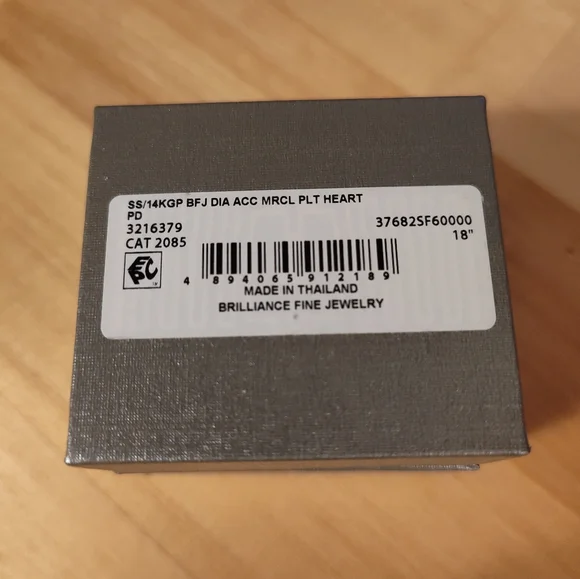 SS/14KGP BFJ DIA ACC MRCL PLT HEART
PD
3216379 37682SF60000
CAT 2085 18"
4 894065 912189
MADE IN THAILAND
BRILLIANCE FINE JEWELRY